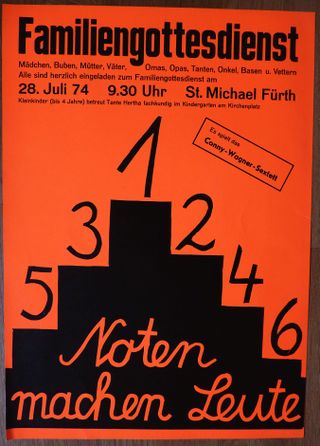 Familiengottesdienst
Mädchen, Buben, Mütter, Väter, Omas, Opas, Tanten, Onkel, Basen u. Vettern
Alle sind herzlich eingeladen zum Familiengottesdienst am
28. Juli 74 9.30 Uhr St. Michael Fürth
Kleinkinder (bis 4 Jahre) betreut Tante Hertha fachkundig im Kindergarten am Kirchenplatz
Es spielt das
Conny-Wagner-Sextett
1
3 2
5 4
6
Noten
machen Leute